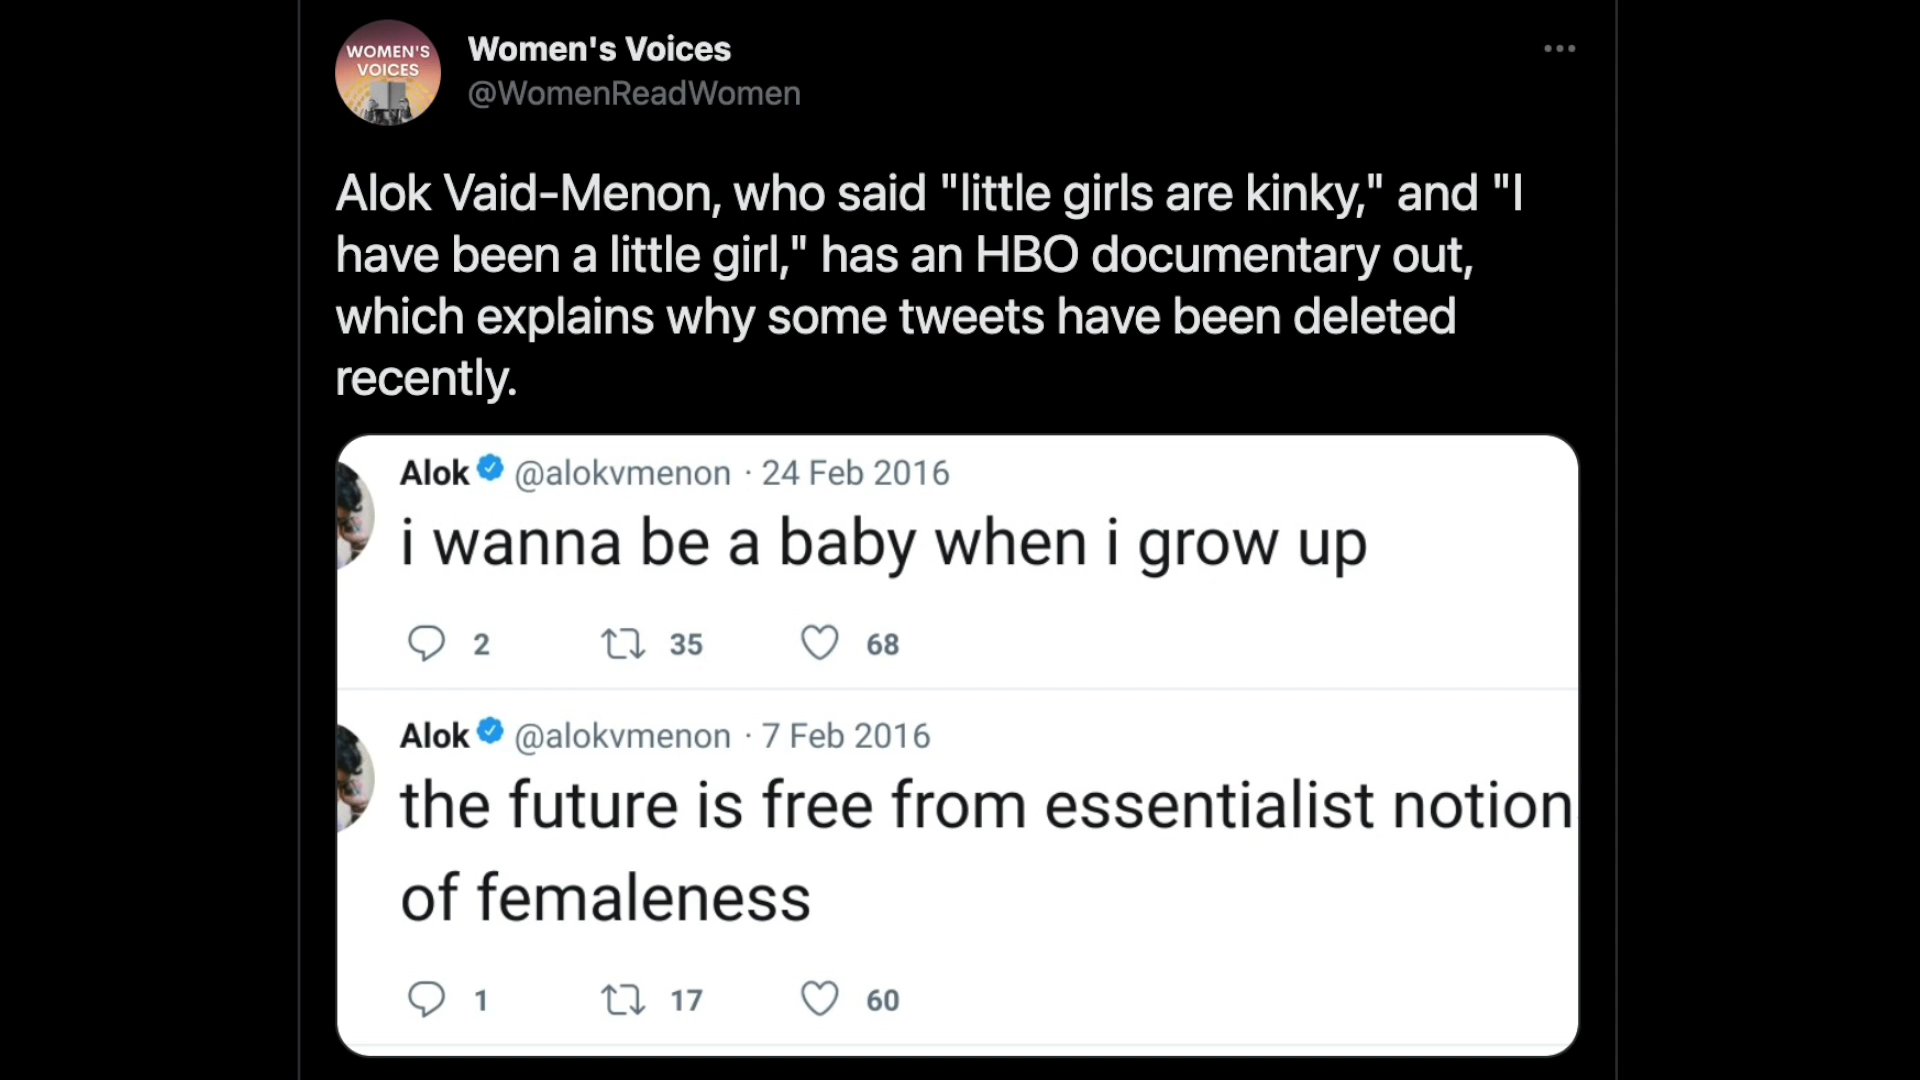 WOMEN'S
VOICES
Women's Voices
@WomenReadWomen
Alok Vaid-Menon, who said "little girls are kinky," and "I
have been a little girl," has an HBO documentary out,
which explains why some tweets have been deleted
recently.
Alok @alokvmenon · 24 Feb 2016
i wanna be a baby when i grow up
2 35 68
Alok @alokvmenon · 7 Feb 2016
the future is free from essentialist notion
of femaleness
1 17 60